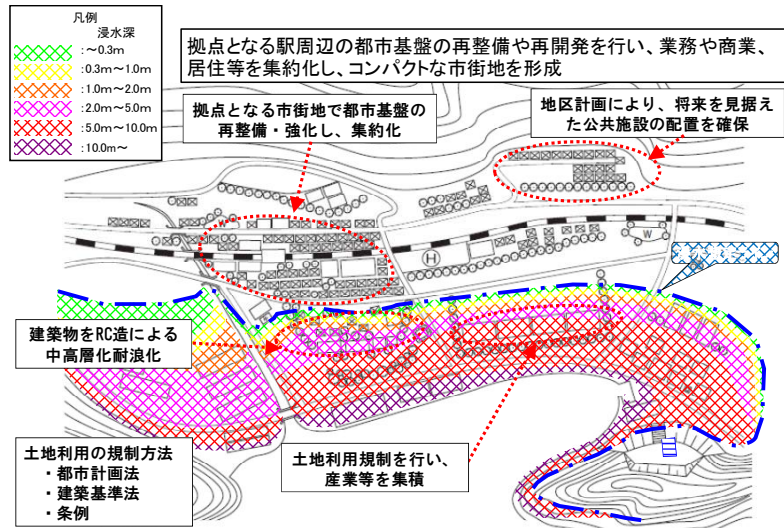 凡例
浸水深
:~0.3m
:0.3m~1.0m
:1.0m~2.0m
:2.0m~5.0m
:5.0m~10.0m
:10.0m~
拠点となる駅周辺の都市基盤の再整備や再開発を行い、業務や商業、
居住等を集約化し、コンパクトな市街地を形成
拠点となる市街地で都市基盤の
再整備・強化し、集約化
地区計画により、将来を見据え
た公共施設の配置を確保
H
W
建築物をRC造による
中高層化耐浪化
土地利用の規制方法
・都市計画法
・建築基準法
・条例
土地利用規制を行い、
産業等を集積